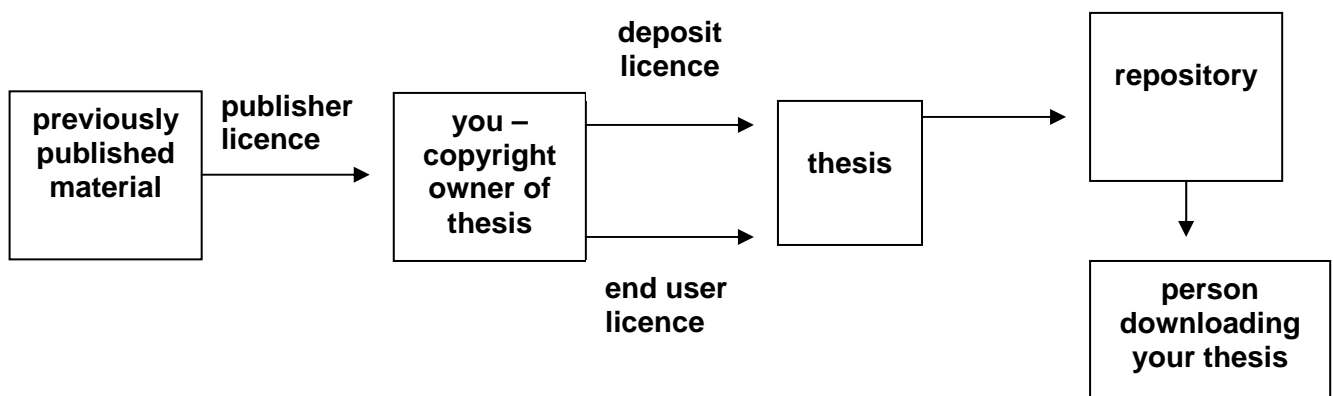 previously
published
material
publisher
licence
you –
copyright
owner of
thesis
deposit
licence
end user
licence
thesis
repository
person
downloading
your thesis